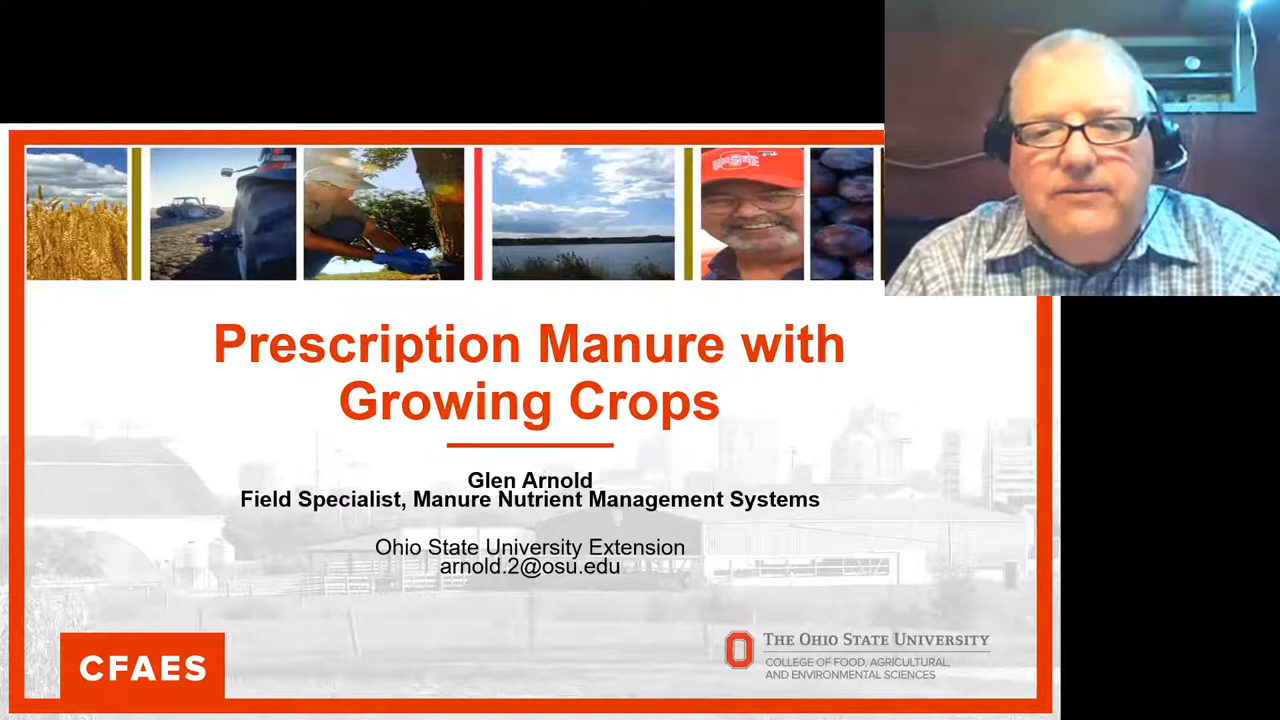 Prescription Manure with
Growing Crops
Glen Arnold
Field Specialist, Manure Nutrient Management Systems
Ohio State University Extension
arnold.2@osu.edu
CFAES
THE OHIO STATE UNIVERSITY
COLLEGE OF FOOD, AGRICULTURAL,
AND ENVIRONMENTAL SCIENCES